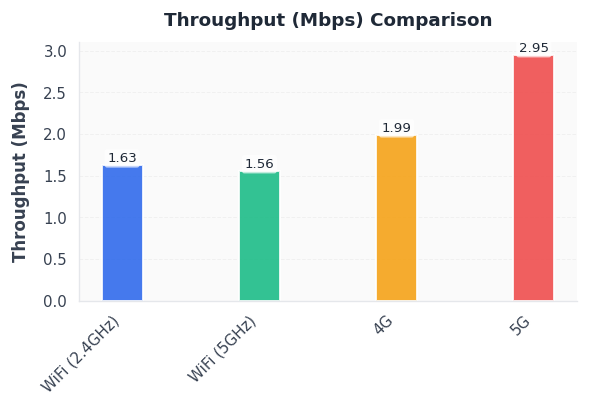 Throughput (Mbps) Comparison
Throughput (Mbps)
3.0
2.5
2.0
1.5
1.0
0.5
0.0
1.63
1.56
1.99
2.95
WiFi (2.4GHz)
WiFi (5GHz)
4G
5G